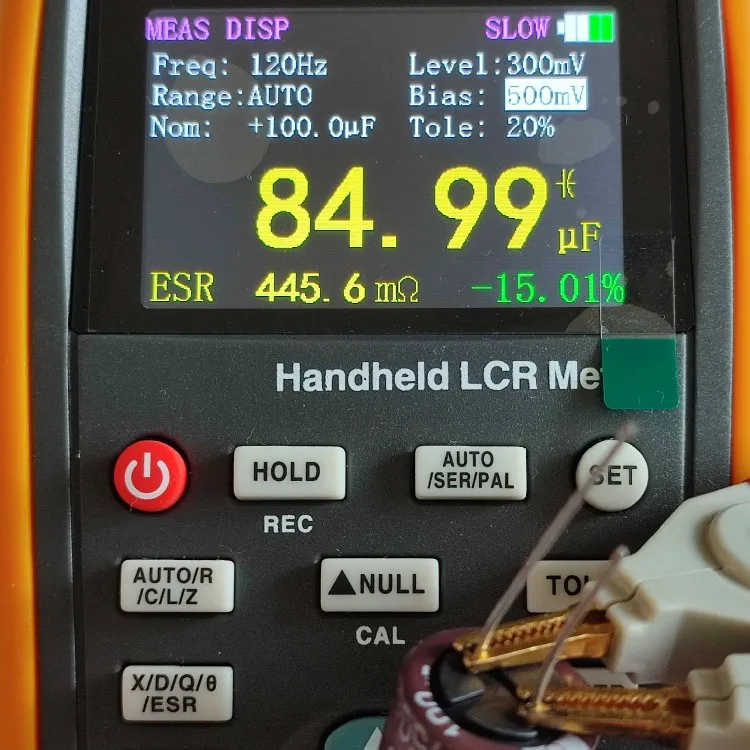 MEAS DISP SLOW
Freq: 120Hz Level:300mV
Range:AUTO Bias: 500mV
Nom: +100.0µF Tole: 20%
84.99 µF
ESR 445.6 mΩ -15.01%
Handheld LCR
HOLD
AUTO
/SER/PAL
SET
REC
AUTO/R
/C/L/Z
▲NULL
CAL
X/D/Q/θ
/ESR
100